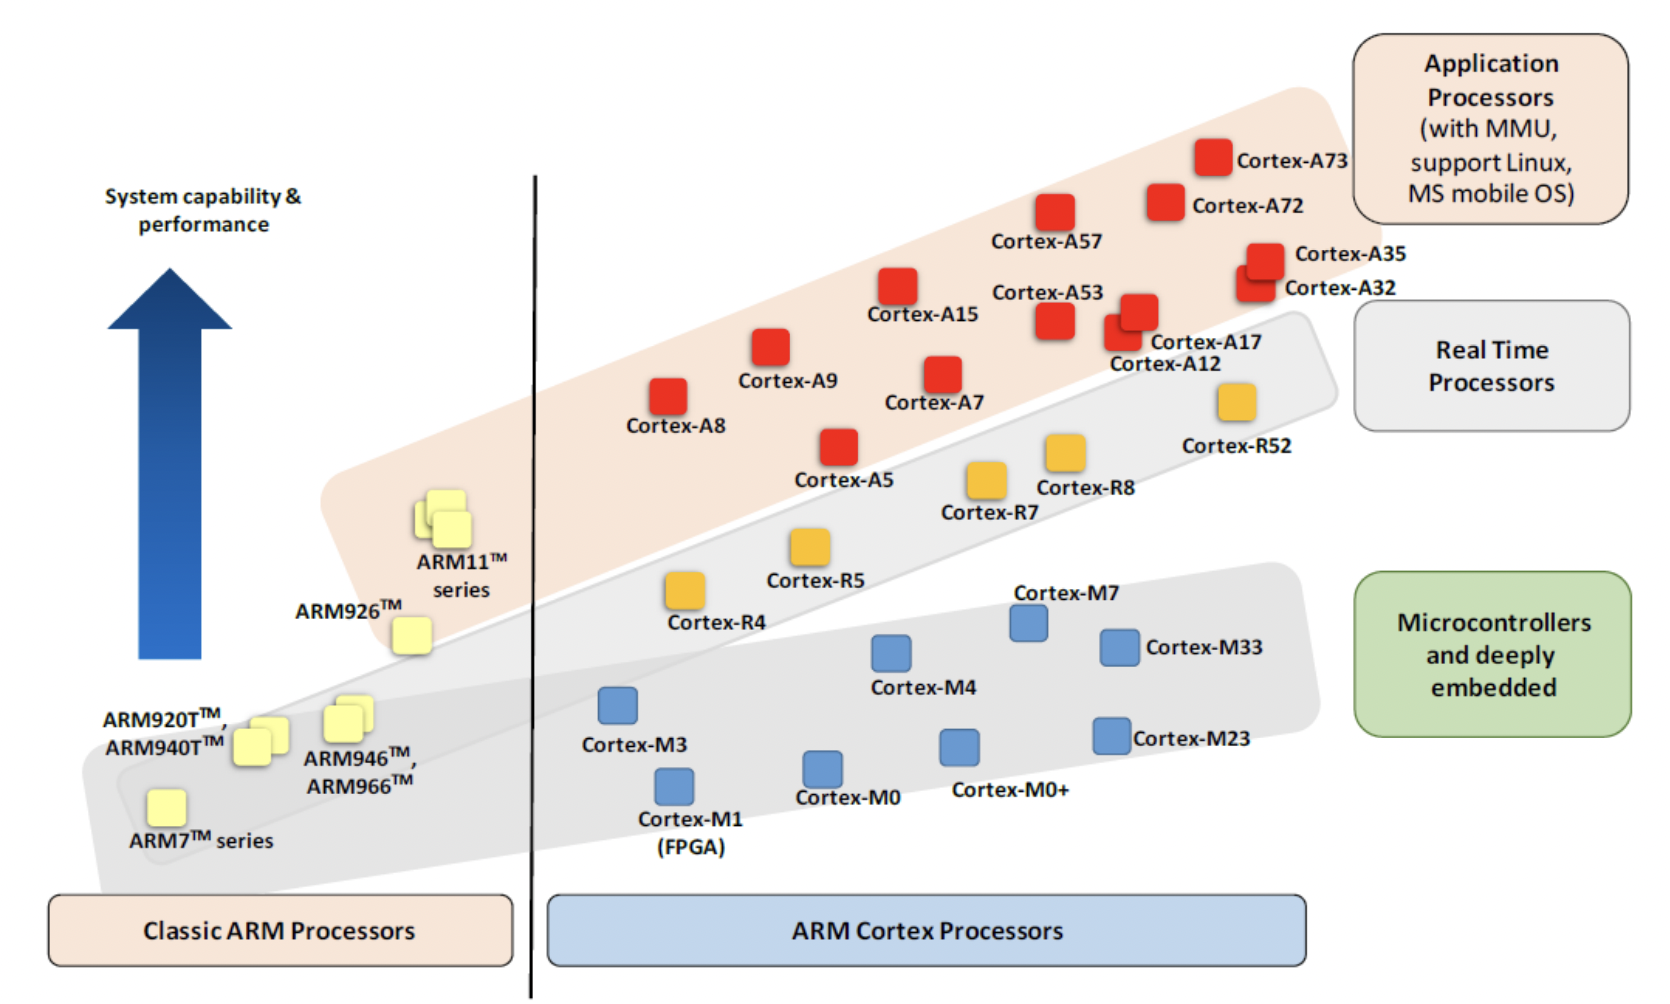 Application
Processors
(with MMU,
support Linux,
MS mobile OS)
System capability &
performance
Cortex-A73
Cortex-A72
Cortex-A57
Cortex-A35
Cortex-A32
Cortex-A53
Cortex-A15
Cortex-A17
Cortex-A12
Cortex-A9
Cortex-A7
Cortex-A8
Cortex-A5
Real Time
Processors
Cortex-R52
Cortex-R8
Cortex-R7
Cortex-R5
Cortex-R4
ARM11™
series
ARM926™
Cortex-M7
Cortex-M33
Cortex-M4
Microcontrollers
and deeply
embedded
ARM920T™,
ARM940T™
ARM946™,
ARM966™
Cortex-M3
Cortex-M23
Cortex-M0+
Cortex-M0
Cortex-M1
(FPGA)
ARM7™ series
Classic ARM Processors
ARM Cortex Processors